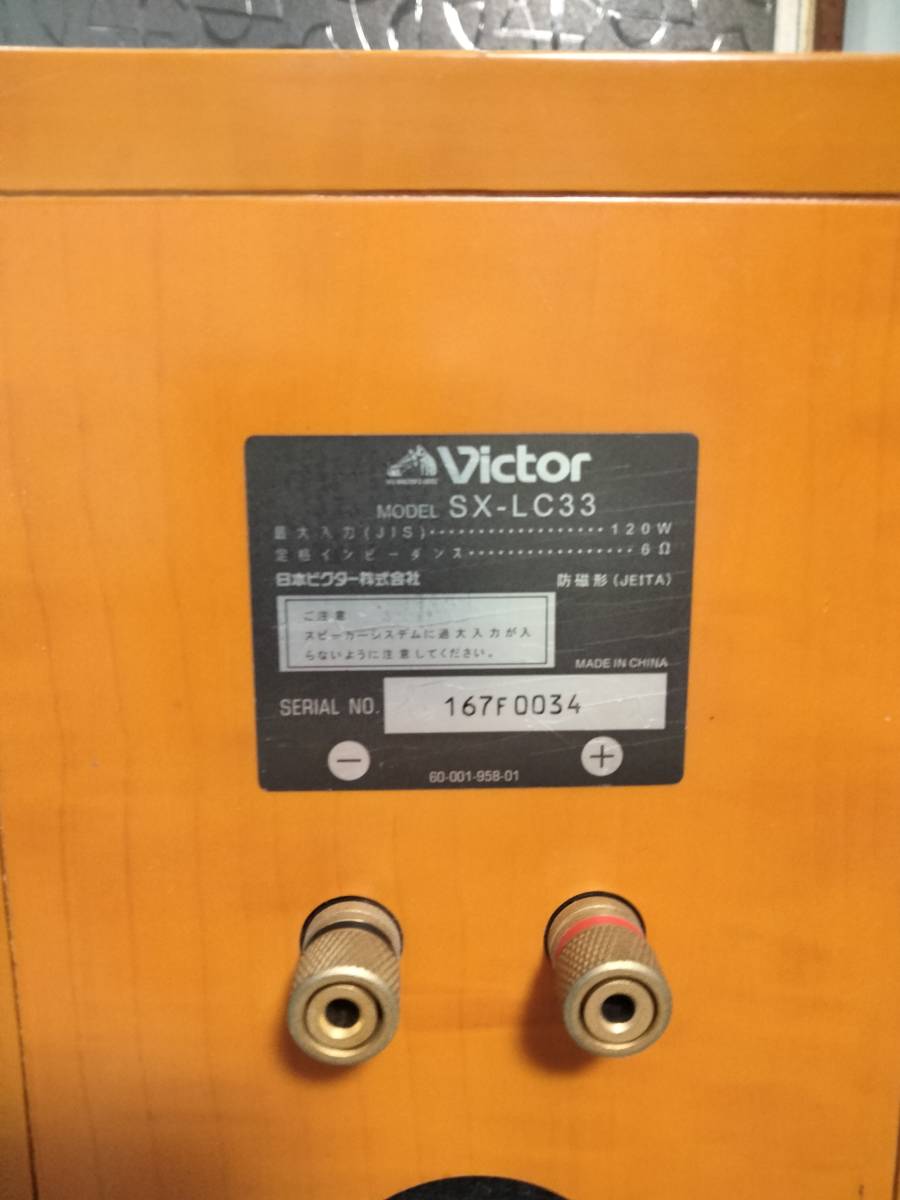 Victor
MODEL SX-LC33
最大入力(JIS)･･････････････････120W
定格インピーダンス･････････････････6Ω
日本ビクター株式会社
防磁形(JEITA)
ご注意
スピーカーシステムに過大入力が入
らないように注意してください。
MADE IN CHINA
SERIAL NO. 167F0034
− +
60-001-958-01